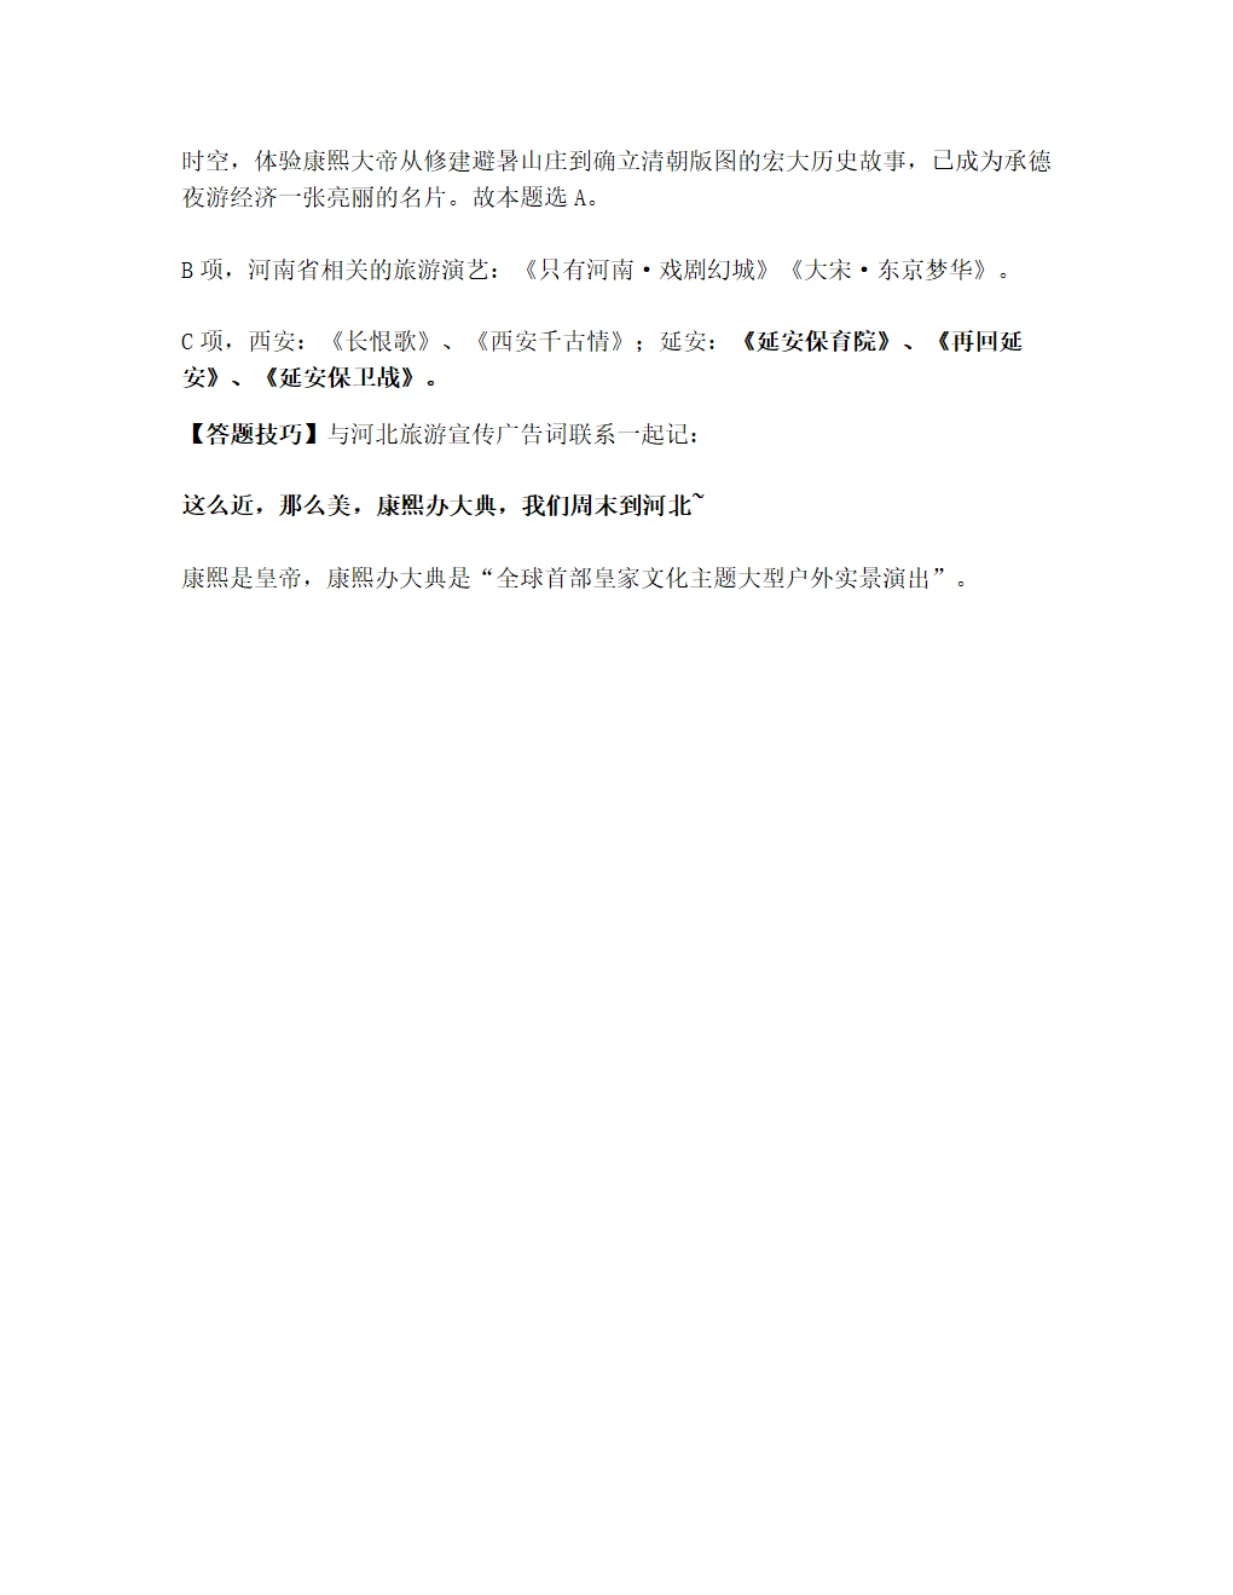 时空，体验康熙大帝从修建避暑山庄到确立清朝版图的宏大历史故事，已成为承德
夜游经济一张亮丽的名片。故本题选 A。
B 项，河南省相关的旅游演艺：《只有河南·戏剧幻城》《大宋·东京梦华》。
C 项，西安：《长恨歌》、《西安千古情》；延安：《延安保育院》、《再回延
安》、《延安保卫战》。
【答题技巧】与河北旅游宣传广告词联系一起记：
这么近，那么美，康熙办大典，我们周末到河北~
康熙是皇帝，康熙办大典是“全球首部皇家文化主题大型户外实景演出”。